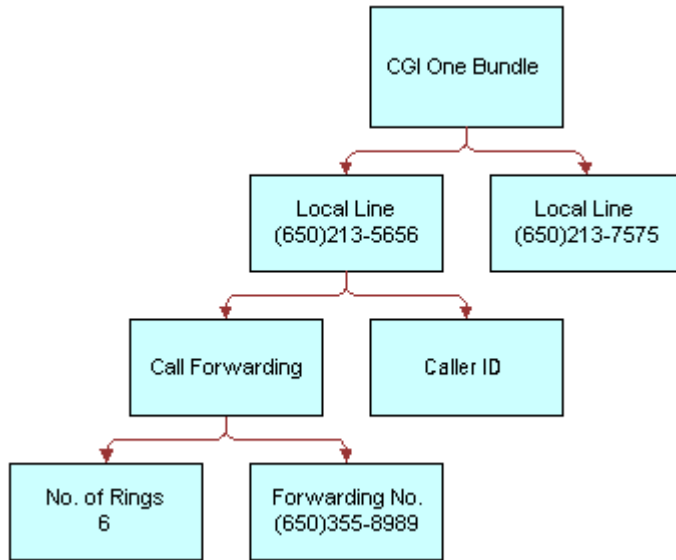 CGI One Bundle
Local Line
(650)213-5656
Local Line
(650)213-7575
Call Forwarding
Caller ID
No. of Rings
6
Forwarding No.
(650)355-8989